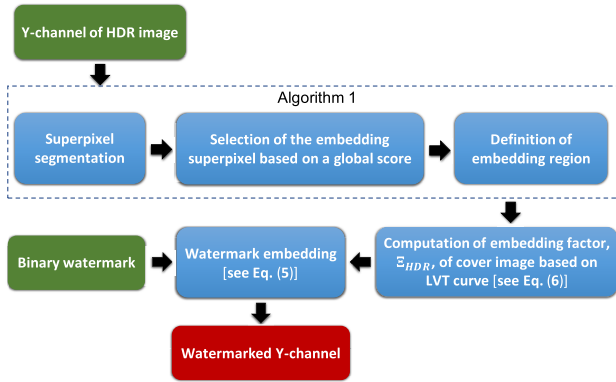 Y-channel of HDR image
Algorithm 1
Superpixel
segmentation
Selection of the embedding
superpixel based on a global score
Definition of
embedding region
Binary watermark
Watermark embedding
[see Eq. (5)]
Computation of embedding factor,
Ξ_HDR, of cover image based on
LVT curve [see Eq. (6)]
Watermarked Y-channel